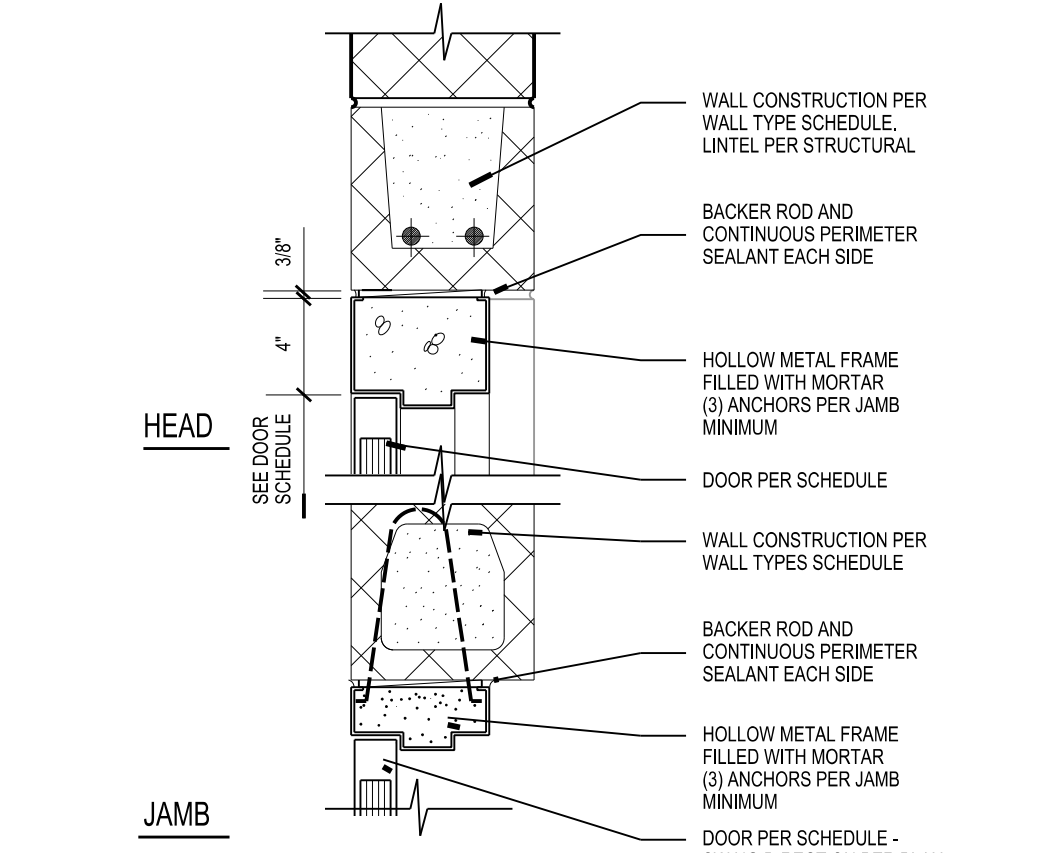 WALL CONSTRUCTION PER
WALL TYPE SCHEDULE.
LINTEL PER STRUCTURAL
BACKER ROD AND
CONTINUOUS PERIMETER
SEALANT EACH SIDE
3/8"
4"
HOLLOW METAL FRAME
FILLED WITH MORTAR
(3) ANCHORS PER JAMB
MINIMUM
HEAD
SEE DOOR
SCHEDULE
DOOR PER SCHEDULE
WALL CONSTRUCTION PER
WALL TYPES SCHEDULE
BACKER ROD AND
CONTINUOUS PERIMETER
SEALANT EACH SIDE
HOLLOW METAL FRAME
FILLED WITH MORTAR
(3) ANCHORS PER JAMB
MINIMUM
JAMB
DOOR PER SCHEDULE -